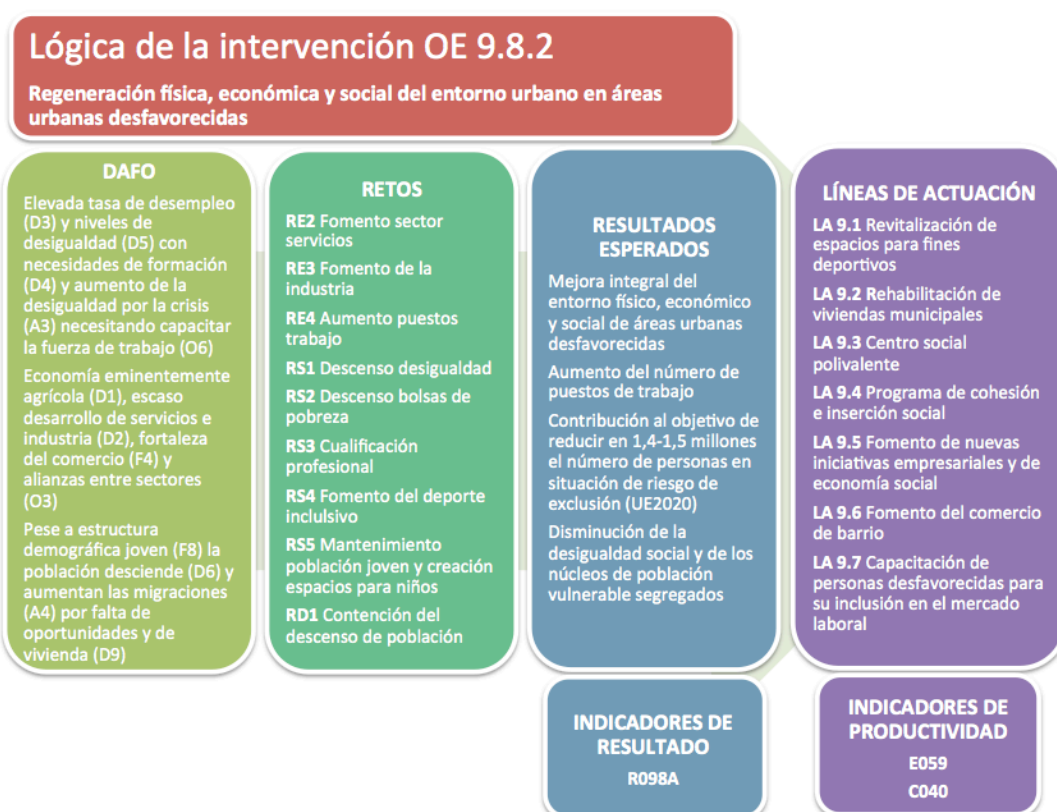 Lógica de la intervención OE 9.8.2
Regeneración física, económica y social del entorno urbano en áreas
urbanas desfavorecidas
DAFO
Elevada tasa de desempleo
(D3) y niveles de
desigualdad (D5) con
necesidades de formación
(D4) y aumento de la
desigualdad por la crisis
(A3) necesitando capacitar
la fuerza de trabajo (O6)
Economía eminentemente
agrícola (D1), escaso
desarrollo de servicios e
industria (D2), fortaleza
del comercio (F4) y
alianzas entre sectores
(O3)
Pese a estructura
demográfica joven (F8) la
población desciende (D6) y
aumentan las migraciones
(A4) por falta de
oportunidades y de
vivienda (D9)
RETOS
RE2 Fomento sector
servicios
RE3 Fomento de la
industria
RE4 Aumento puestos
trabajo
RS1 Descenso desigualdad
RS2 Descenso bolsas de
pobreza
RS3 Cualificación
profesional
RS4 Fomento del deporte
inclulsivo
RS5 Mantenimiento
población joven y creación
espacios para niños
RD1 Contención del
descenso de población
RESULTADOS
ESPERADOS
Mejora integral del
entorno físico, económico
y social de áreas urbanas
desfavorecidas
Aumento del número de
puestos de trabajo
Contribución al objetivo de
reducir en 1,4-1,5 millones
el número de personas en
situación de riesgo de
exclusión (UE2020)
Disminución de la
desigualdad social y de los
núcleos de población
vulnerable segregados
INDICADORES DE
RESULTADO
R098A
LÍNEAS DE ACTUACIÓN
LA 9.1 Revitalización de
espacios para fines
deportivos
LA 9.2 Rehabilitación de
viviendas municipales
LA 9.3 Centro social
polivalente
LA 9.4 Programa de cohesión
e inserción social
LA 9.5 Fomento de nuevas
iniciativas empresariales y de
economía social
LA 9.6 Fomento del comercio
de barrio
LA 9.7 Capacitación de
personas desfavorecidas para
su inclusión en el mercado
laboral
INDICADORES DE
PRODUCTIVIDAD
E059
C040